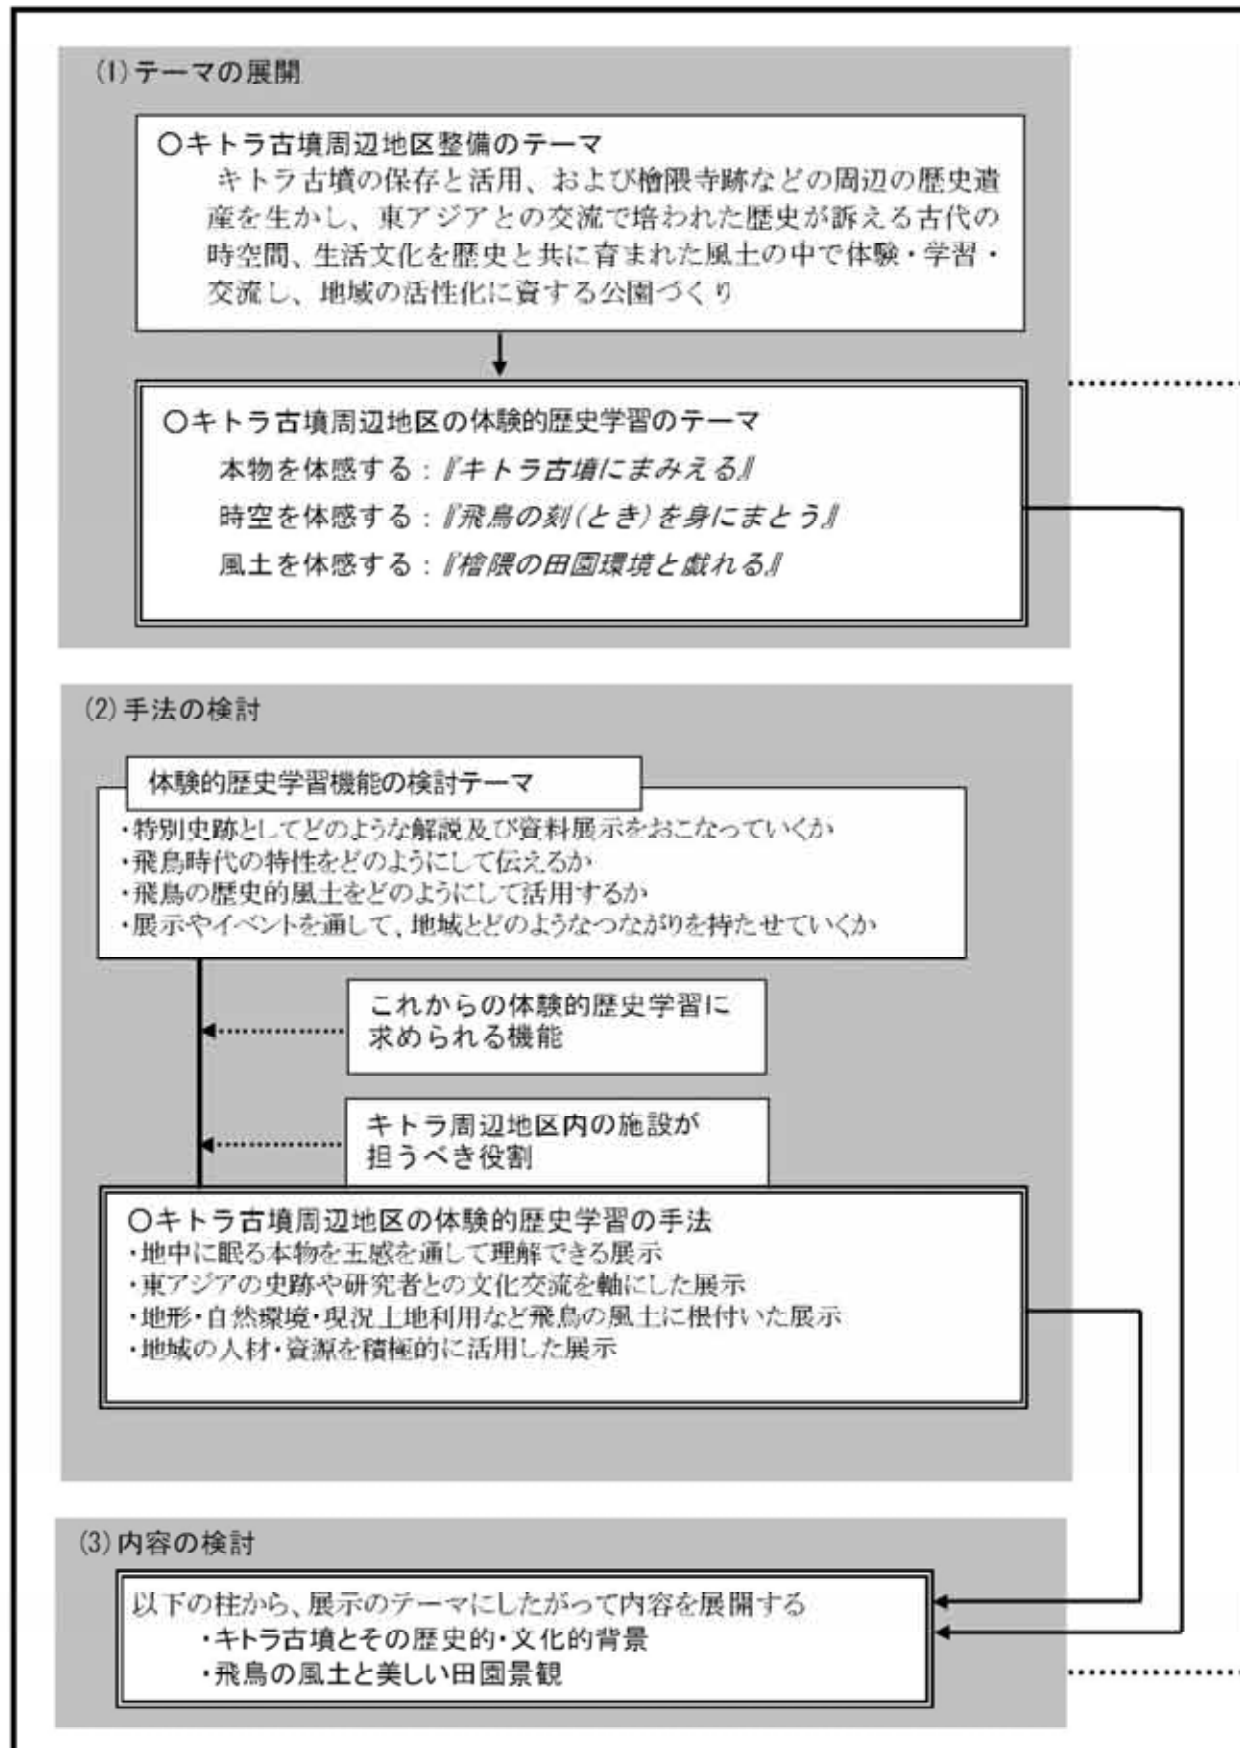 (1)テーマの展開
〇キトラ古墳周辺地区整備のテーマ
キトラ古墳の保存と活用、および檜隈寺跡などの周辺の歴史遺
産を生かし、東アジアとの交流で培われた歴史が訴える古代の
時空間、生活文化を歴史と共に育まれた風土の中で体験・学習・
交流し、地域の活性化に資する公園づくり
〇キトラ古墳周辺地区の体験的歴史学習のテーマ
本物を体感する：『キトラ古墳にまみえる』
時空を体感する：『飛鳥の刻(とき)を身にまとう』
風土を体感する：『檜隈の田園環境と戯れる』
(2)手法の検討
体験的歴史学習機能の検討テーマ
・特別史跡としてどのような解説及び資料展示をおこなっていくか
・飛鳥時代の特性をどのようにして伝えるか
・飛鳥の歴史的風土をどのようにして活用するか
・展示やイベントを通して、地域とどのようなつながりを持たせていくか
これからの体験的歴史学習に
求められる機能
キトラ周辺地区内の施設が
担うべき役割
〇キトラ古墳周辺地区の体験的歴史学習の手法
・地中に眠る本物を五感を通して理解できる展示
・東アジアの史跡や研究者との文化交流を軸にした展示
・地形・自然環境・現況土地利用など飛鳥の風土に根付いた展示
・地域の人材・資源を積極的に活用した展示
(3)内容の検討
以下の柱から、展示のテーマにしたがって内容を展開する
・キトラ古墳とその歴史的・文化的背景
・飛鳥の風土と美しい田園景観